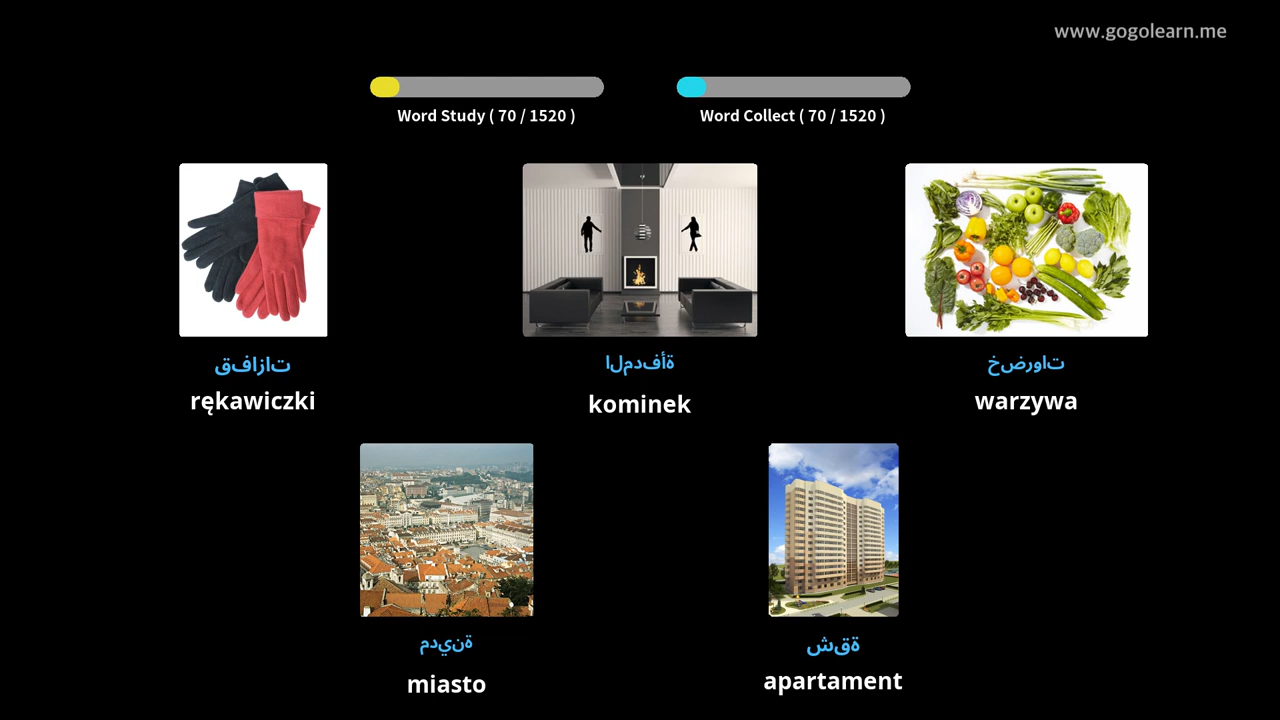 www.gogolearn.me
Word Study ( 70 / 1520 )
Word Collect ( 70 / 1520 )
قفازات
rękawiczki
المدفأة
kominek
خضروات
warzywa
مدينة
miasto
شقة
apartament